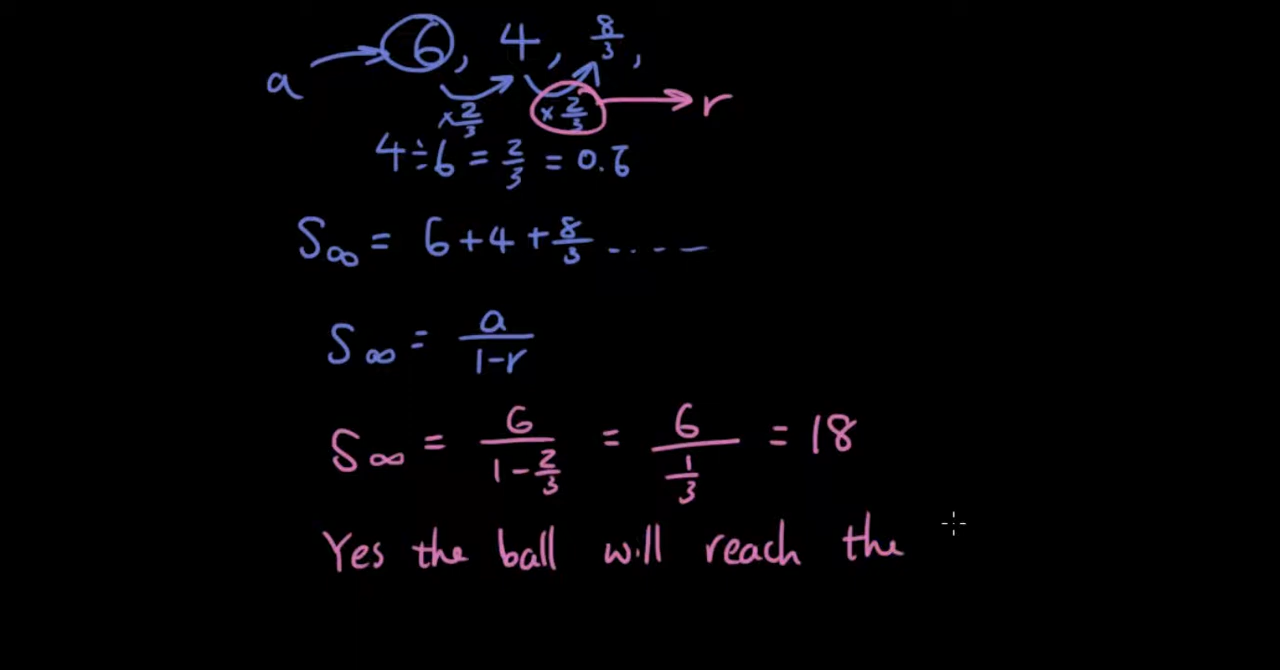 6, 4, 8/3,
a
×2/3 ×2/3 r
4÷6 = 2/3 = 0.6̄
S∞ = 6+4+8/3 ......
S∞ = a/(1-r)
S∞ = 6/(1-2/3) = 6/(1/3) = 18
Yes the ball will reach the